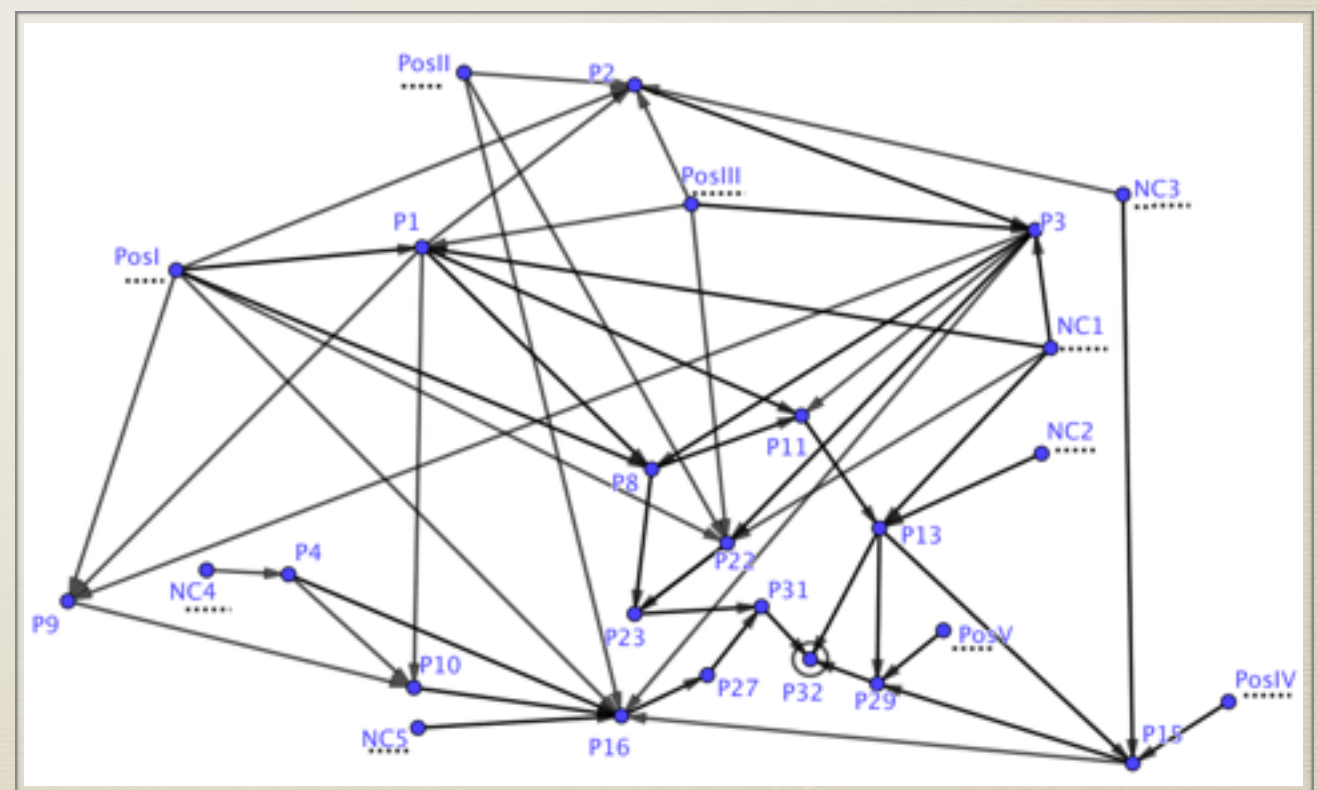 PosII
P2
PosIII
NC3
P1
P3
PosI
NC1
NC2
P11
P8
P13
P22
P4
NC4
P31
P9
P23
PosV
P10
P27
P32
P29
PosIV
NC5
P16
P15